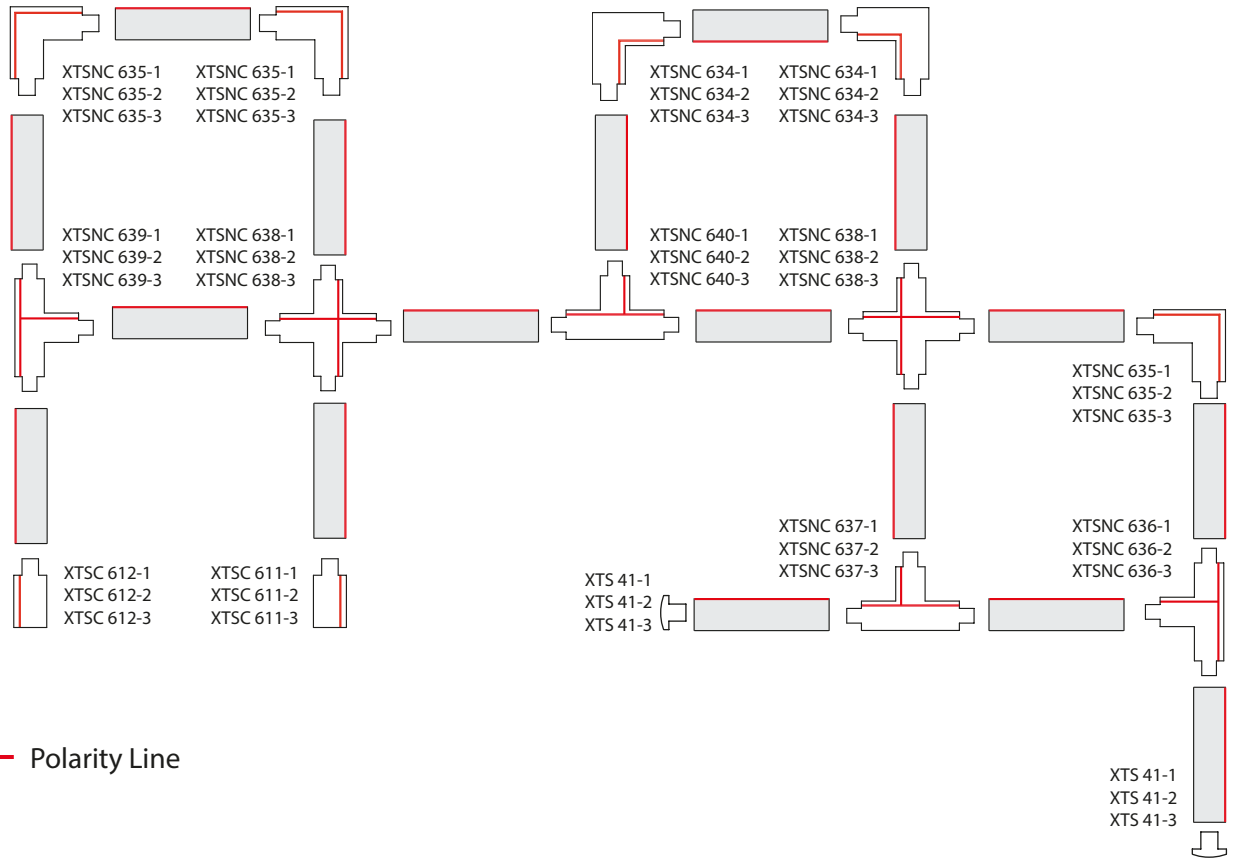 XTSNC 635-1
XTSNC 635-2
XTSNC 635-3
XTSNC 635-1
XTSNC 635-2
XTSNC 635-3
XTSNC 634-1
XTSNC 634-2
XTSNC 634-3
XTSNC 634-1
XTSNC 634-2
XTSNC 634-3
XTSNC 639-1
XTSNC 639-2
XTSNC 639-3
XTSNC 638-1
XTSNC 638-2
XTSNC 638-3
XTSNC 640-1
XTSNC 640-2
XTSNC 640-3
XTSNC 638-1
XTSNC 638-2
XTSNC 638-3
XTSNC 635-1
XTSNC 635-2
XTSNC 635-3
XTSC 612-1
XTSC 612-2
XTSC 612-3
XTSC 611-1
XTSC 611-2
XTSC 611-3
XTS 41-1
XTS 41-2
XTS 41-3
XTSNC 637-1
XTSNC 637-2
XTSNC 637-3
XTSNC 636-1
XTSNC 636-2
XTSNC 636-3
Polarity Line
XTS 41-1
XTS 41-2
XTS 41-3